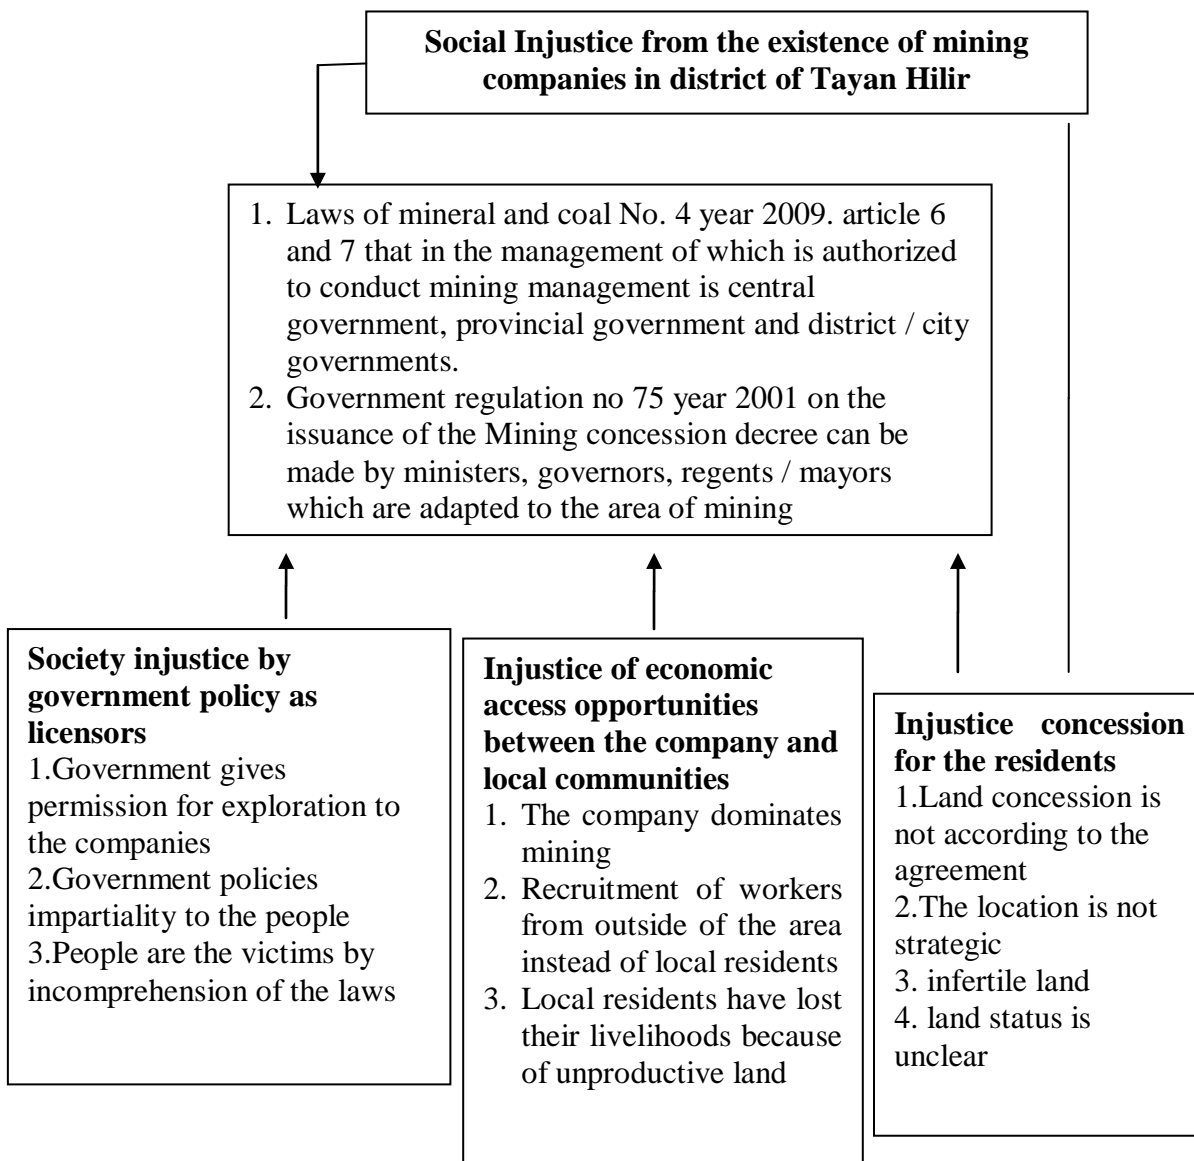 Social Injustice from the existence of mining
companies in district of Tayan Hilir
1. Laws of mineral and coal No. 4 year 2009. article 6
and 7 that in the management of which is authorized
to conduct mining management is central
government, provincial government and district / city
governments.
2. Government regulation no 75 year 2001 on the
issuance of the Mining concession decree can be
made by ministers, governors, regents / mayors
which are adapted to the area of mining
Society injustice by
government policy as
licensors
1.Government gives
permission for exploration to
the companies
2.Government policies
impartiality to the people
3.People are the victims by
incomprehension of the laws
Injustice of economic
access opportunities
between the company and
local communities
1. The company dominates
mining
2. Recruitment of workers
from outside of the area
instead of local residents
3. Local residents have lost
their livelihoods because
of unproductive land
Injustice concession
for the residents
1.Land concession is
not according to the
agreement
2.The location is not
strategic
3. infertile land
4. land status is
unclear